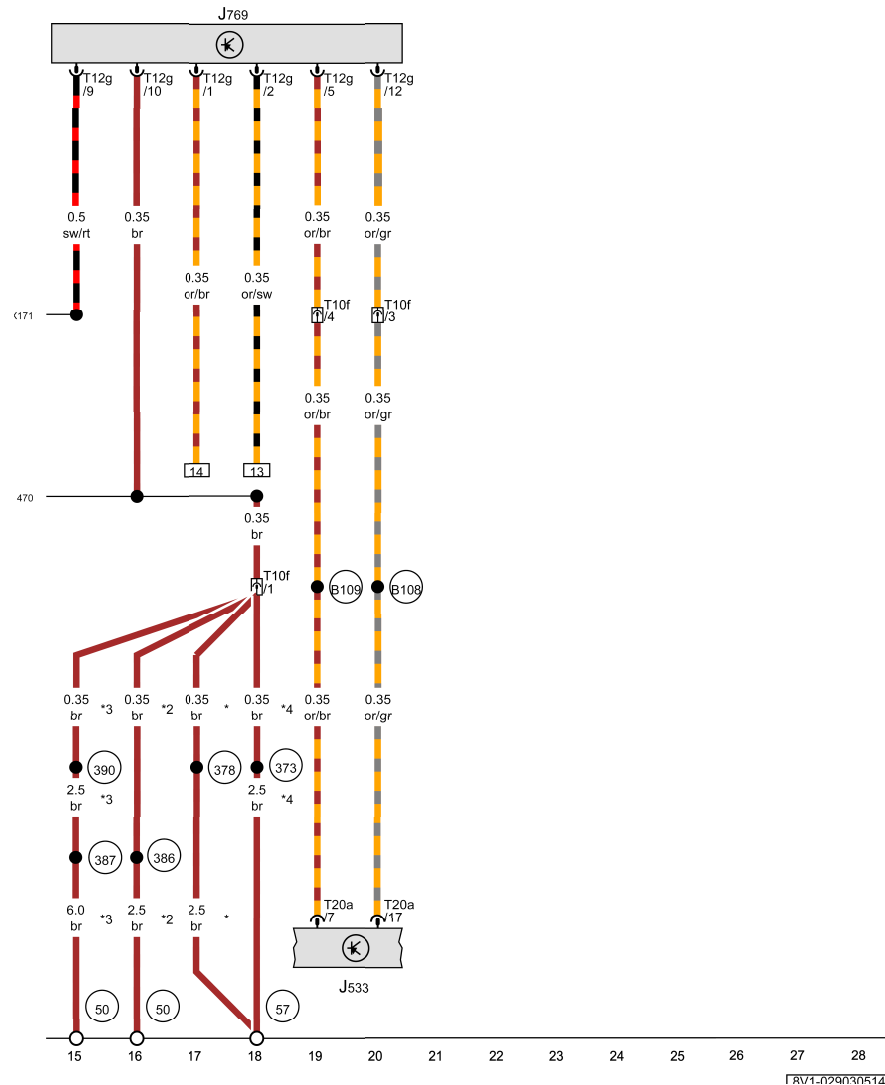 J769
T12g
/9
T12g
/10
T12g
/1
T12g
/2
T12g
/5
T12g
/12
0.5
sw/rt
0.35
br
0.35
or/br
0.35
or/gr
0.35
or/br
0.35
or/sw
T10f
/4
T10f
/3
171
0.35
or/br
0.35
or/gr
14
13
470
0.35
br
T10f
/1
B109
B108
0.35
br
*3
0.35
br
*2
0.35
br
*
0.35
br
*4
0.35
or/br
0.35
or/gr
390
378
373
2.5
br
*3
2.5
br
*4
387
386
6.0
br
*3
2.5
br
*2
2.5
br
*
T20a
/7
T20a
/17
J533
50
50
57
15 16 17 18 19 20 21 22 23 24 25 26 27 28
8V1-029030514